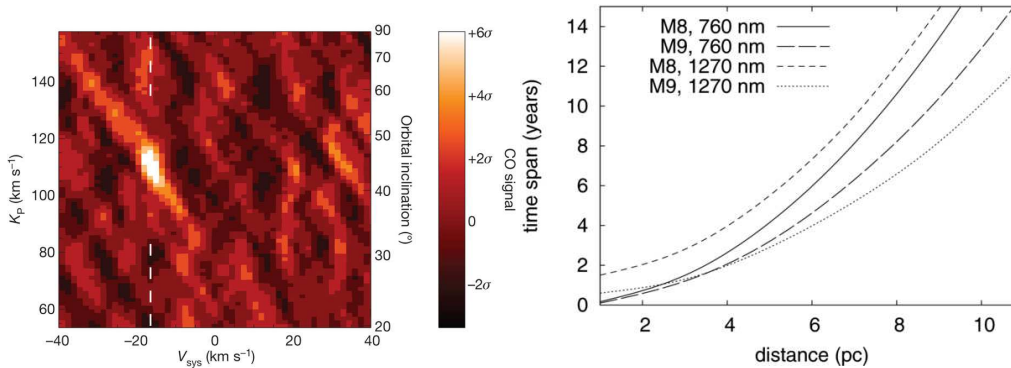 140
120
100
80
60
K_P (km s⁻¹)
−40
−20
0
20
40
V_sys (km s⁻¹)
90
70
60
50
40
30
20
Orbital inclination (°)
+6σ
+4σ
+2σ
0
−2σ
CO signal
M8, 760 nm
M9, 760 nm
M8, 1270 nm
M9, 1270 nm
14
12
10
8
6
4
2
0
time span (years)
2
4
6
8
10
distance (pc)